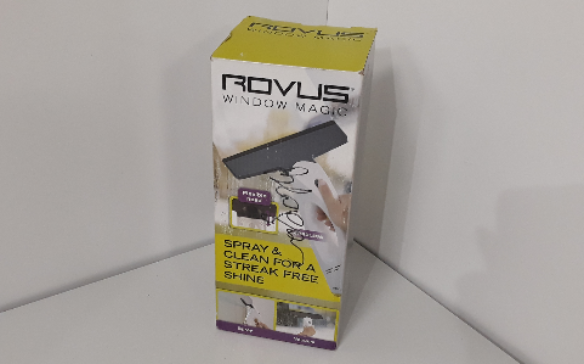 ROVUS
WINDOW MAGIC
ROVUS
WINDOW MAGIC
SPRAY &
CLEAN FOR A
STREAK FREE
SHINE